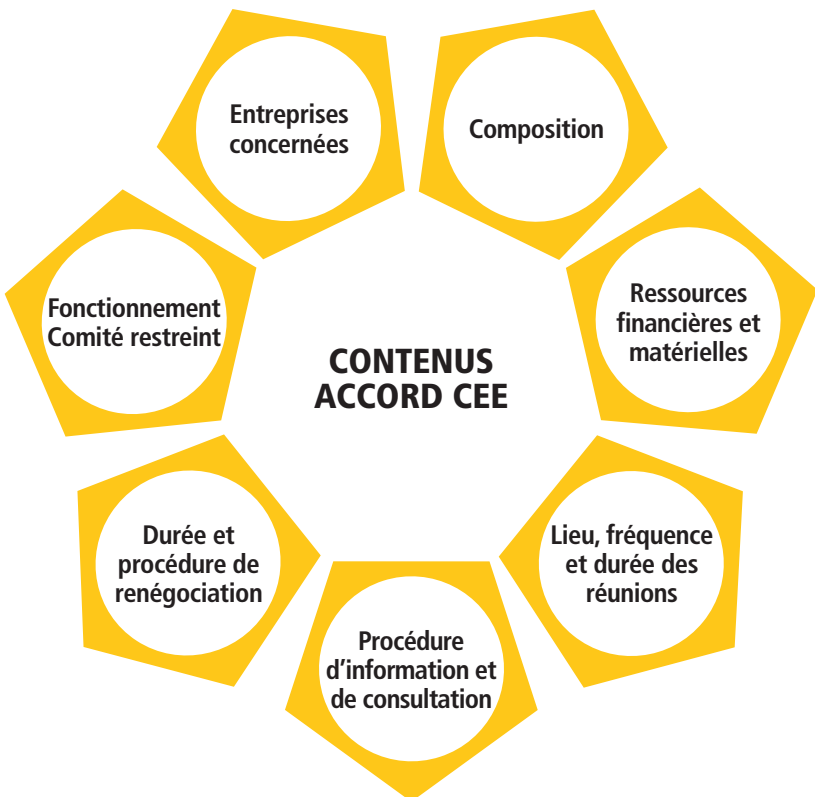 Entreprises
concernées
Composition
Ressources
financières et
matérielles
Lieu, fréquence
et durée des
réunions
Procédure
d'information et
de consultation
Durée et
procédure de
renégociation
Fonctionnement
Comité restreint
CONTENUS
ACCORD CEE